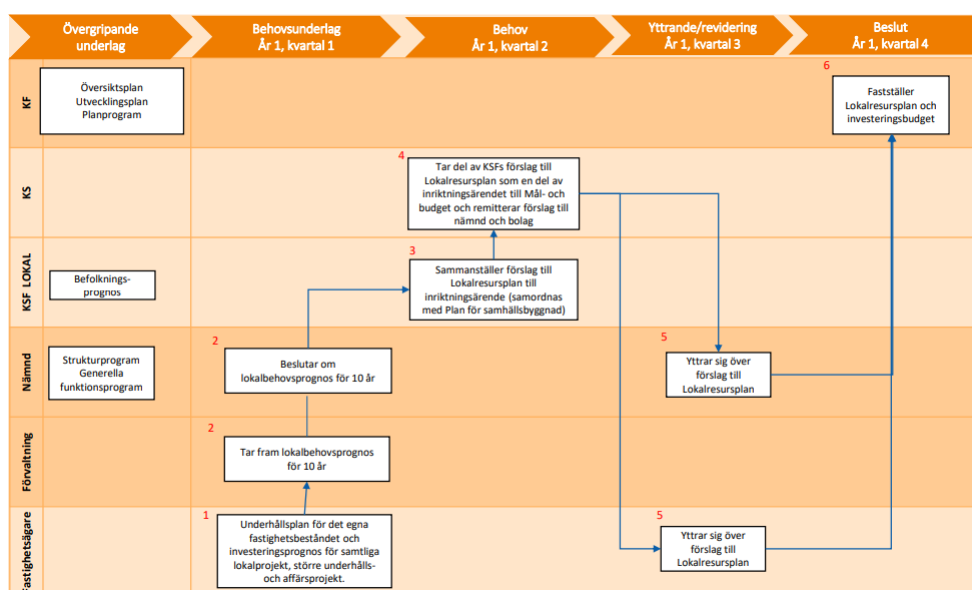 Övergripande
underlag
Behovsunderlag
År 1, kvartal 1
Behov
År 1, kvartal 2
Yttrande/revidering
År 1, kvartal 3
Beslut
År 1, kvartal 4
KF
Översiktsplan
Utvecklingsplan
Planprogram
6
Fastställer
Lokalresursplan och
investeringsbudget
KS
4
Tar del av KSFs förslag till
Lokalresursplan som en del av
inriktningsärendet till Mål- och
budget och remitterar förslag till
nämnd och bolag
KSF LOKAL
Befolknings-
prognos
3
Sammanställer förslag till
Lokalresursplan till
inriktningsärende (samordnas
med Plan för samhällsbyggnad)
Nämnd
Strukturprogram
Generella
funktionsprogram
2
Beslutar om
lokalbehovsprognos för 10 år
5
Yttrar sig över
förslag till
Lokalresursplan
Förvaltning
2
Tar fram lokalbehovsprognos
för 10 år
Fastighetsägare
1
Underhållsplan för det egna
fastighetsbeståndet och
investeringsprognos för samtliga
lokalprojekt, större underhålls-
och affärsprojekt.
5
Yttrar sig över
förslag till
Lokalresursplan